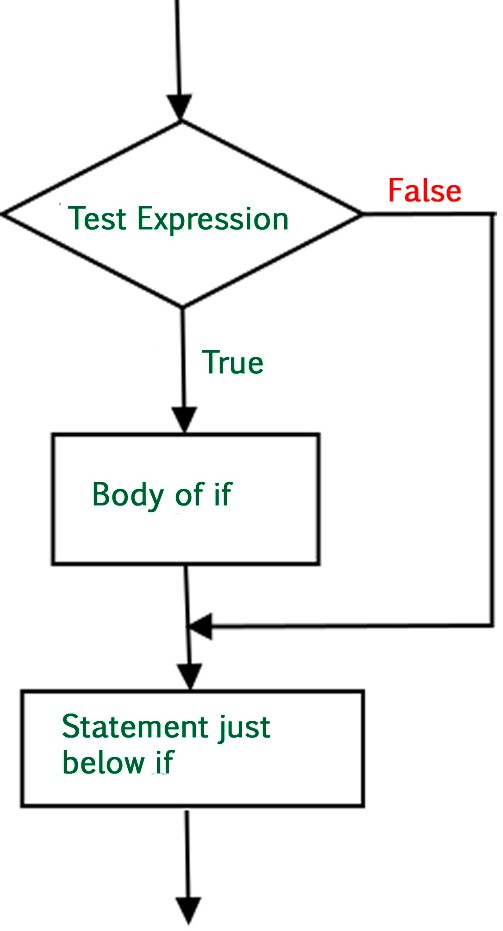 False
Test Expression
True
Body of if
Statement just
below if